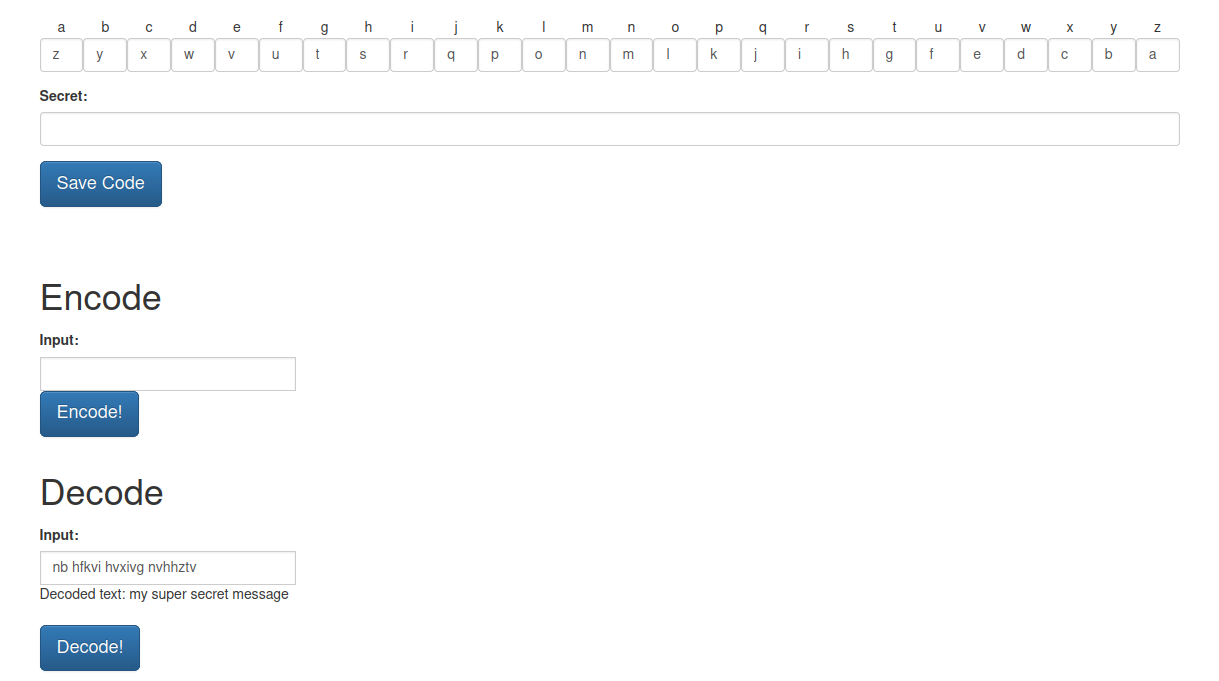 a b c d e f g h i j k l m n o p q r s t u v w x y z
z y x w v u t s r q p o n m l k j i h g f e d c b a
Secret:
Save Code
Encode
Input:
Encode!
Decode
Input:
nb hfkvi hvxivg nvhhztv
Decoded text: my super secret message
Decode!